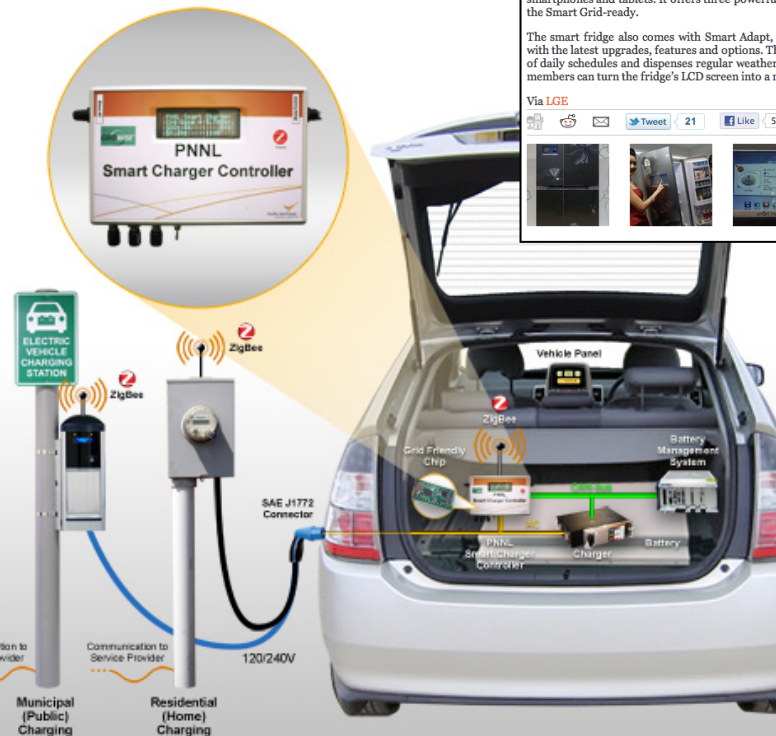 smartphones and tablets. It offers three powerful
the Smart Grid-ready.
The smart fridge also comes with Smart Adapt,
with the latest upgrades, features and options.
of daily schedules and dispenses regular weather
members can turn the fridge's LCD screen into a
Via LGE
Tweet 21
Like 5
PNNL
Smart Charger Controller
ELECTRIC
VEHICLE
CHARGING
STATION
ZigBee
ZigBee
Vehicle Panel
ZigBee
Grid Friendly
Chip
Battery
Management
System
CAN bus
SAE J1772
Connector
AC
PNNL
Smart Charger
Controller
Charger
Battery
Communication to
Service Provider
120/240V
Municipal
(Public)
Charging
Residential
(Home)
Charging